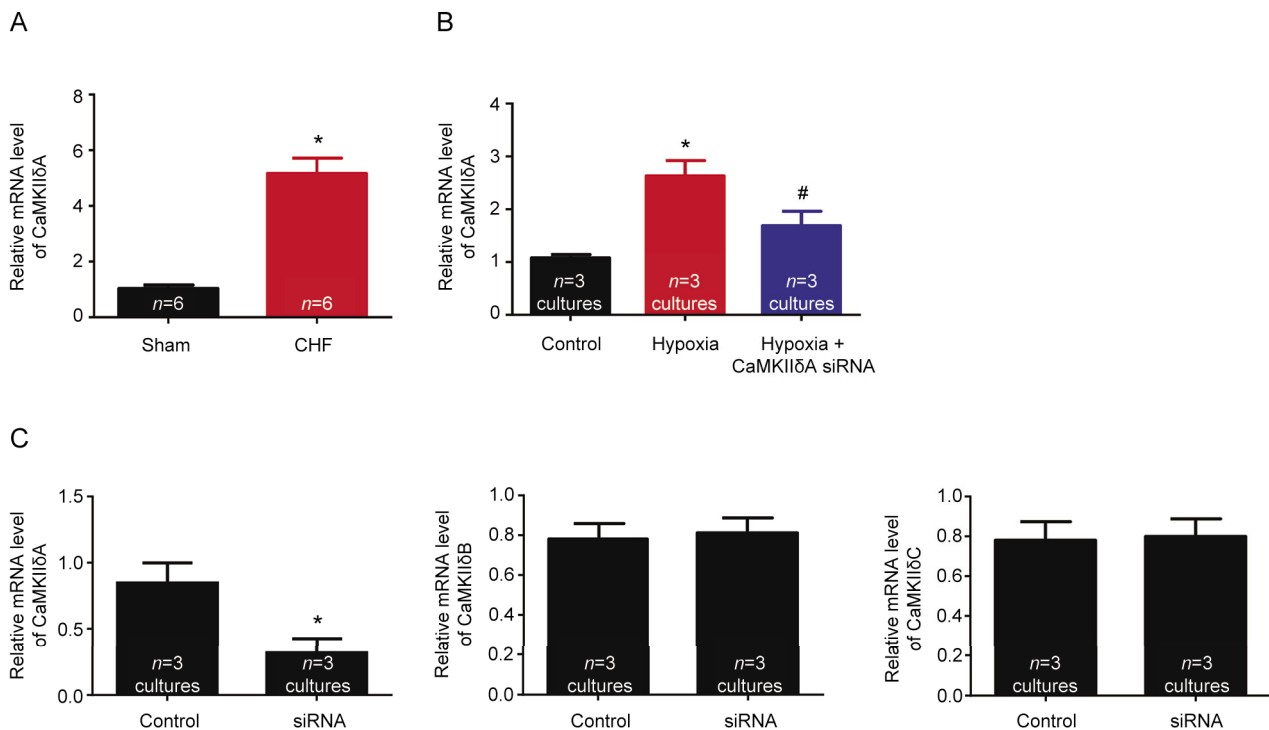 A
Relative mRNA level
of CaMKIIδA
8
6
4
2
0
*
n=6
n=6
Sham
CHF
B
Relative mRNA level
of CaMKIIδA
4
3
2
1
0
*
#
n=3
cultures
n=3
cultures
n=3
cultures
Control
Hypoxia
Hypoxia +
CaMKIIδA siRNA
C
Relative mRNA level
of CaMKIIδA
1.5
1.0
0.5
0.0
*
n=3
cultures
n=3
cultures
Control
siRNA
Relative mRNA level
of CaMKIIδB
1.0
0.8
0.6
0.4
0.2
0.0
n=3
cultures
n=3
cultures
Control
siRNA
Relative mRNA level
of CaMKIIδC
1.0
0.8
0.6
0.4
0.2
0.0
n=3
cultures
n=3
cultures
Control
siRNA